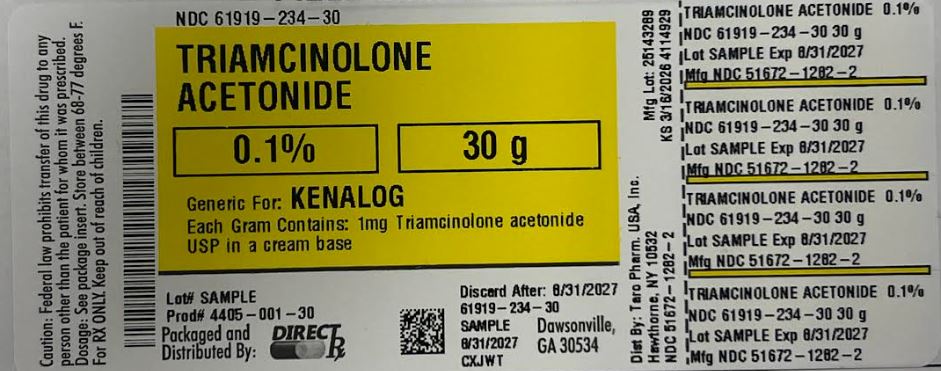 Caution: Federal law prohibits transfer of this drug to any
person other than the patient for whom it was prescribed.
Dosage: See package insert. Store between 68-77 degrees F.
For RX ONLY. Keep out of reach of children.
NDC 61919-234-30
TRIAMCINOLONE
ACETONIDE
0.1%
30 g
Generic For: KENALOG
Each Gram Contains: 1mg Triamcinolone acetonide
USP in a cream base
Lot# SAMPLE
Prod# 4405-001-30
Packaged and
Distributed By:
DIRECT Rx
Discard After: 8/31/2027
61919-234-30
SAMPLE
8/31/2027
CXJWT
Dawsonville,
GA 30534
Mfg Lot: 25143289
KS 3/16/2026 4114929
Dist By: Taro Pharm. USA, Inc.
Hawthorne, NY 10532
NDC 51672-1282-2
TRIAMCINOLONE ACETONIDE 0.1%
NDC 61919-234-30 30 g
Lot SAMPLE Exp 8/31/2027
Mfg NDC 51672-1282-2
TRIAMCINOLONE ACETONIDE 0.1%
NDC 61919-234-30 30 g
Lot SAMPLE Exp 8/31/2027
Mfg NDC 51672-1282-2
TRIAMCINOLONE ACETONIDE 0.1%
NDC 61919-234-30 30 g
Lot SAMPLE Exp 8/31/2027
Mfg NDC 51672-1282-2
TRIAMCINOLONE ACETONIDE 0.1%
NDC 61919-234-30 30 g
Lot SAMPLE Exp 8/31/2027
Mfg NDC 51672-1282-2